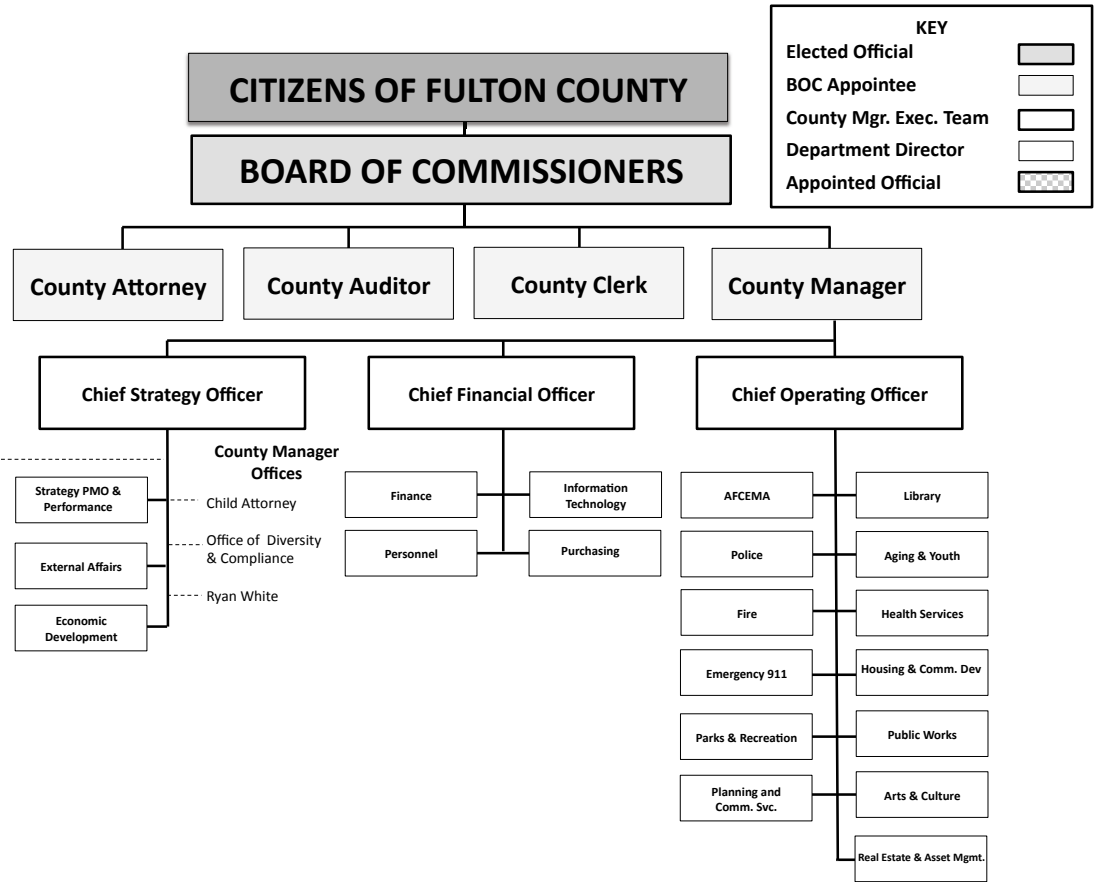 KEY
Elected Official
BOC Appointee
County Mgr. Exec. Team
Department Director
Appointed Official
CITIZENS OF FULTON COUNTY
BOARD OF COMMISSIONERS
County Attorney
County Auditor
County Clerk
County Manager
Chief Strategy Officer
Chief Financial Officer
Chief Operating Officer
County Manager
Offices
Strategy PMO &
Performance
Child Attorney
External Affairs
Office of Diversity
& Compliance
Economic
Development
Ryan White
Finance
Information
Technology
Personnel
Purchasing
AFCEMA
Library
Police
Aging & Youth
Fire
Health Services
Emergency 911
Housing & Comm. Dev
Parks & Recreation
Public Works
Planning and
Comm. Svc.
Arts & Culture
Real Estate & Asset Mgmt.